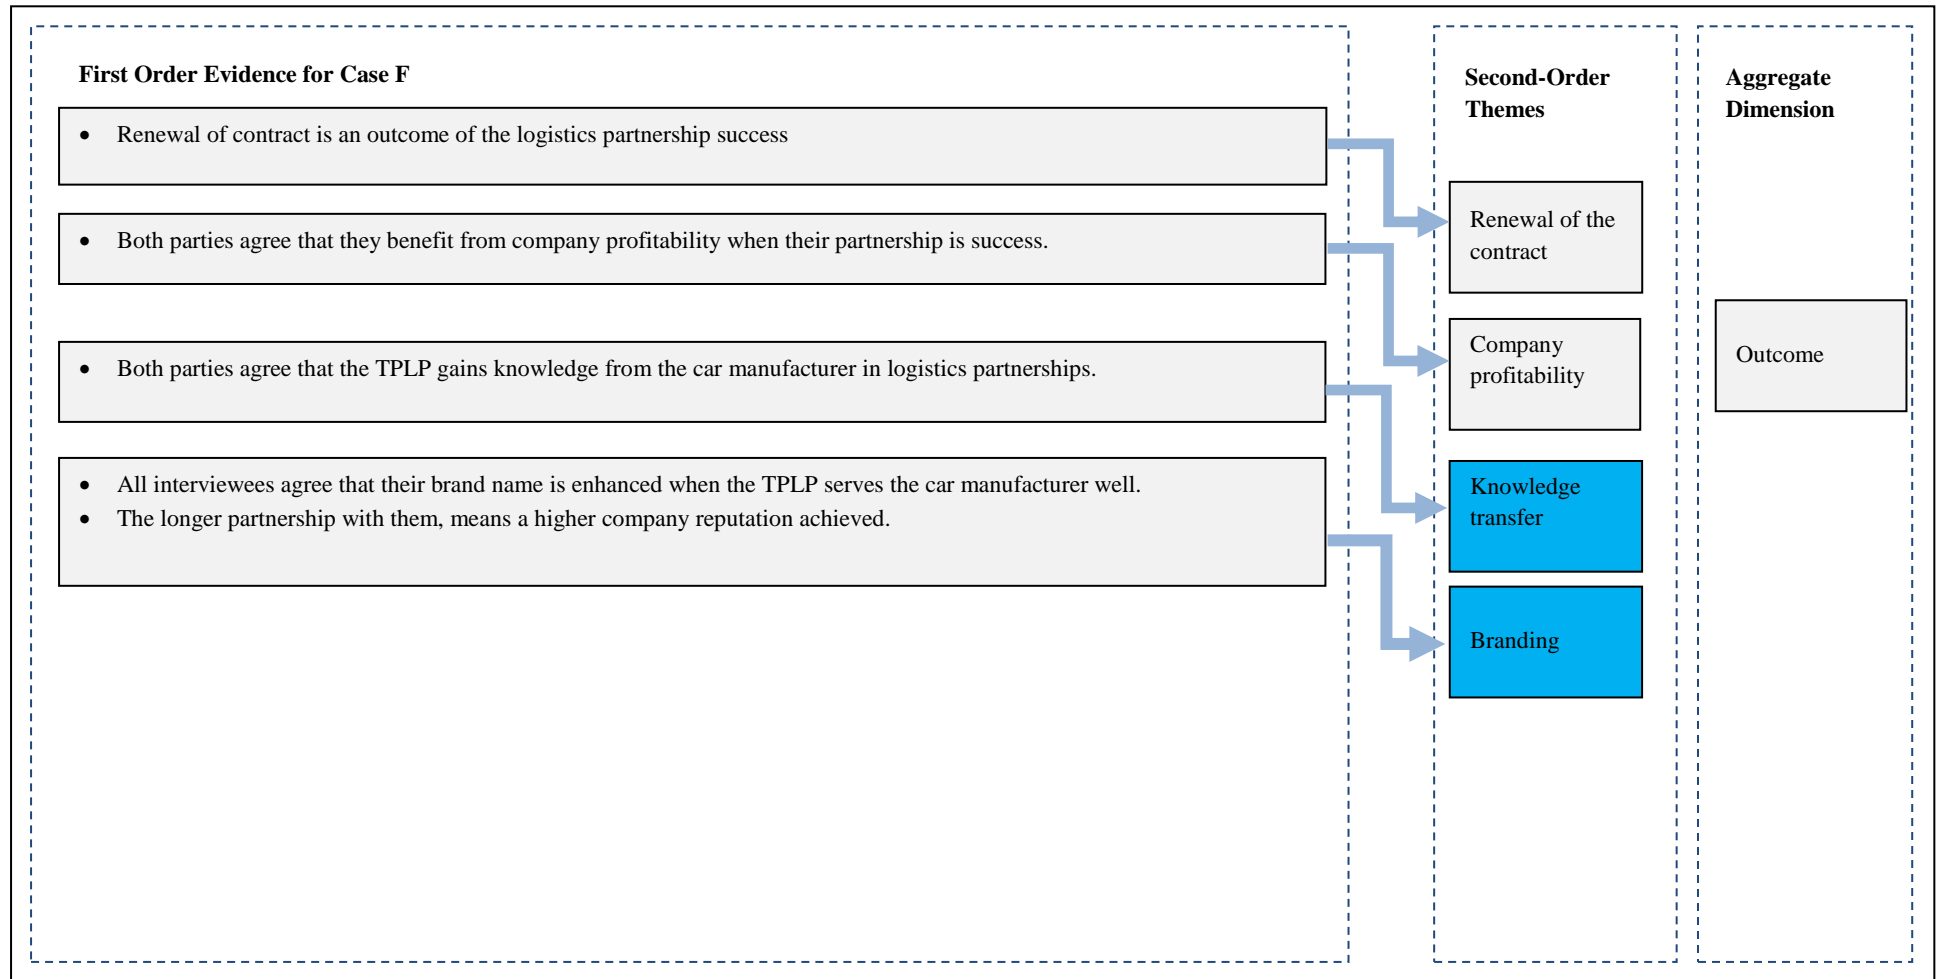 First Order Evidence for Case F
• Renewal of contract is an outcome of the logistics partnership success
• Both parties agree that they benefit from company profitability when their partnership is success.
• Both parties agree that the TPLP gains knowledge from the car manufacturer in logistics partnerships.
• All interviewees agree that their brand name is enhanced when the TPLP serves the car manufacturer well.
• The longer partnership with them, means a higher company reputation achieved.
Second-Order
Themes
Renewal of the
contract
Company
profitability
Knowledge
transfer
Branding
Aggregate
Dimension
Outcome